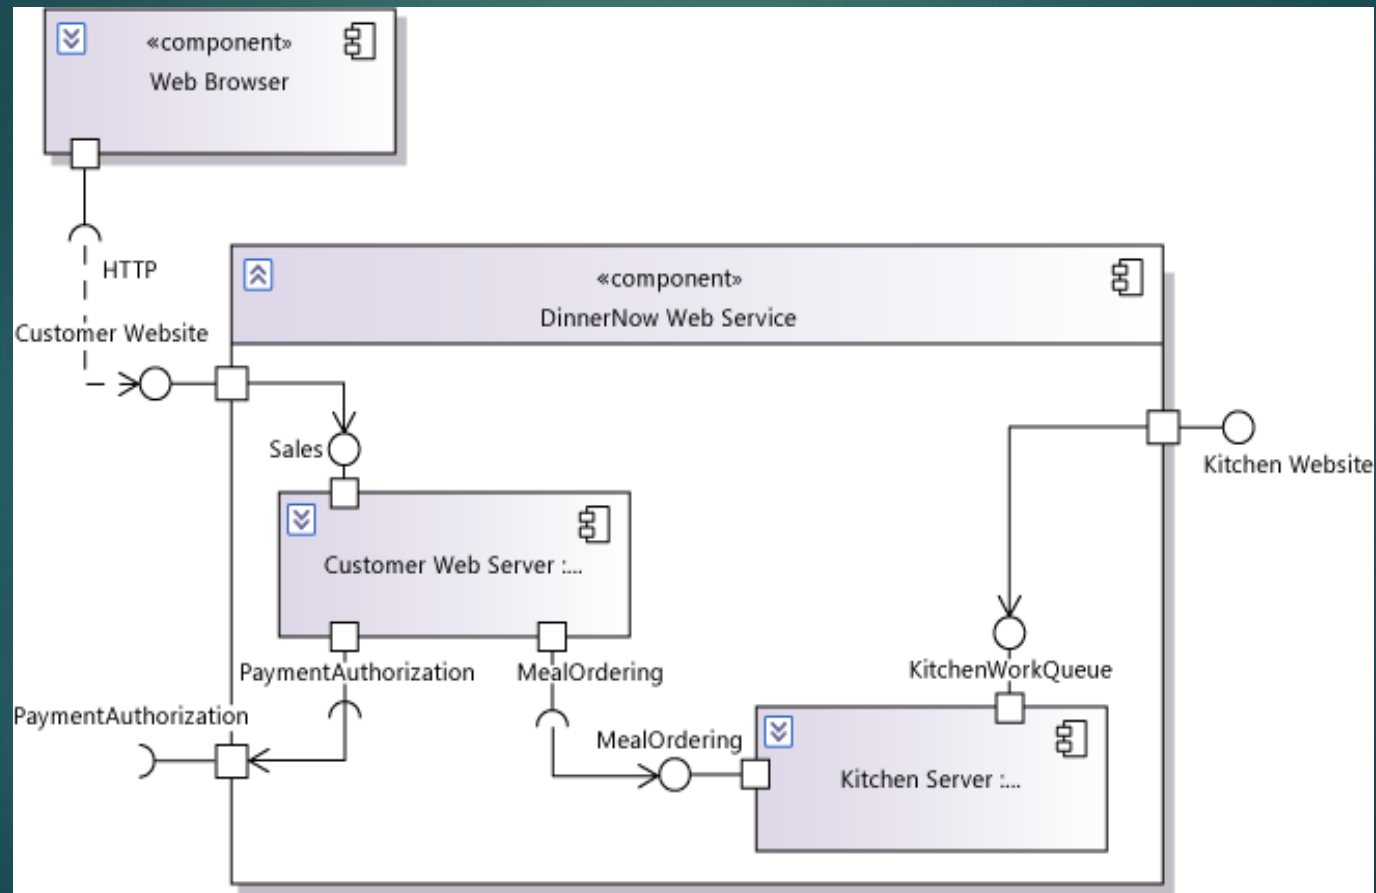 «component»
Web Browser
HTTP
Customer Website
«component»
DinnerNow Web Service
Sales
Kitchen Website
Customer Web Server :...
PaymentAuthorization
MealOrdering
KitchenWorkQueue
PaymentAuthorization
MealOrdering
Kitchen Server :...